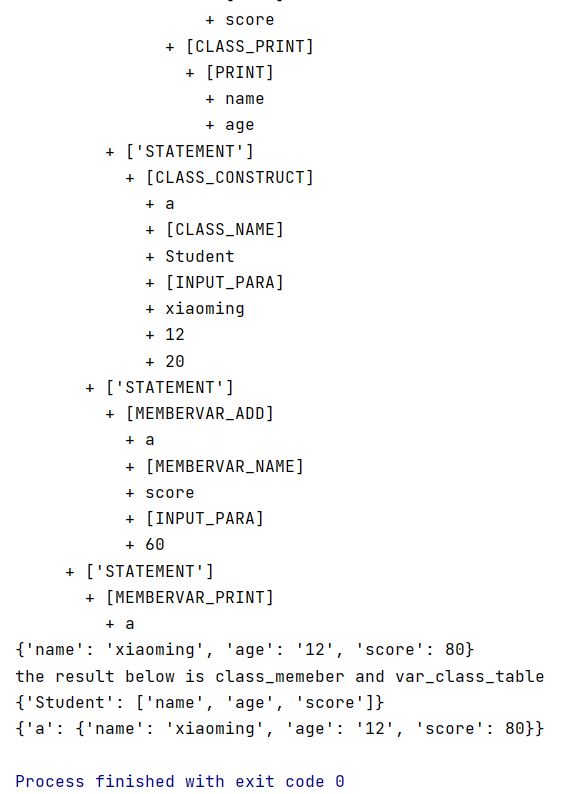 + score
+ [CLASS_PRINT]
+ [PRINT]
+ name
+ age
+ ['STATEMENT']
+ [CLASS_CONSTRUCT]
+ a
+ [CLASS_NAME]
+ Student
+ [INPUT_PARA]
+ xiaoming
+ 12
+ 20
+ ['STATEMENT']
+ [MEMBERVAR_ADD]
+ a
+ [MEMBERVAR_NAME]
+ score
+ [INPUT_PARA]
+ 60
+ ['STATEMENT']
+ [MEMBERVAR_PRINT]
+ a
{'name': 'xiaoming', 'age': '12', 'score': 80}
the result below is class_memeber and var_class_table
{'Student': ['name', 'age', 'score']}
{'a': {'name': 'xiaoming', 'age': '12', 'score': 80}}
Process finished with exit code 0